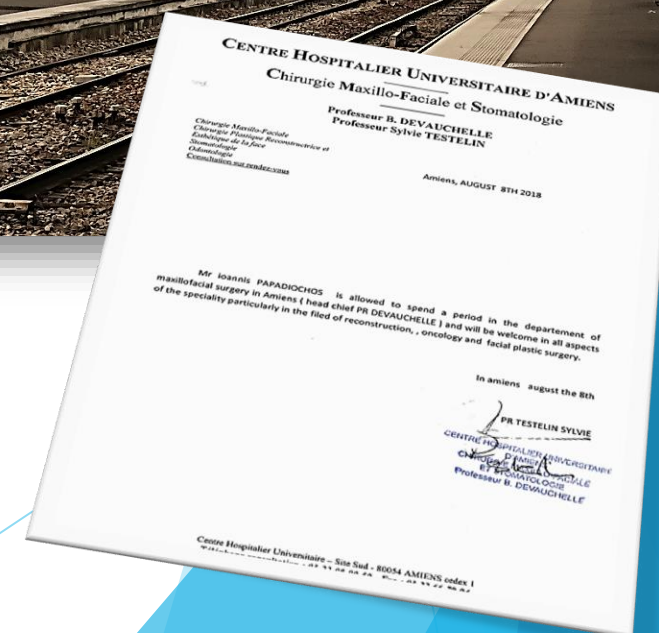 CENTRE HOSPITALIER UNIVERSITAIRE D'AMIENS
Chirurgie Maxillo-Faciale et Stomatologie
Professeur B. DEVAUCHELLE
Professeur Sylvie TESTELIN
Chirurgie Maxillo-Faciale
Chirurgie Plastique Reconstructrice et
Esthétique de la face
Stomatologie
Odontologie
Consultation sur rendez-vous
Amiens, AUGUST 8TH 2018
Mr ioannis PAPADIOCHOS is allowed to spend a period in the departement of
maxillofacial surgery in Amiens ( head chief PR DEVAUCHELLE ) and will be welcome in all aspects
of the speciality particularly in the filed of reconstruction, , oncology and facial plastic surgery.
In amiens august the 8th
PR TESTELIN SYLVIE
CENTRE HOSPITALIER UNIVERSITAIRE
D'AMIENS
ET STOMATOLOGIE
Professeur B. DEVAUCHELLE
Centre Hospitalier Universitaire – Site Sud - 80054 AMIENS cedex 1